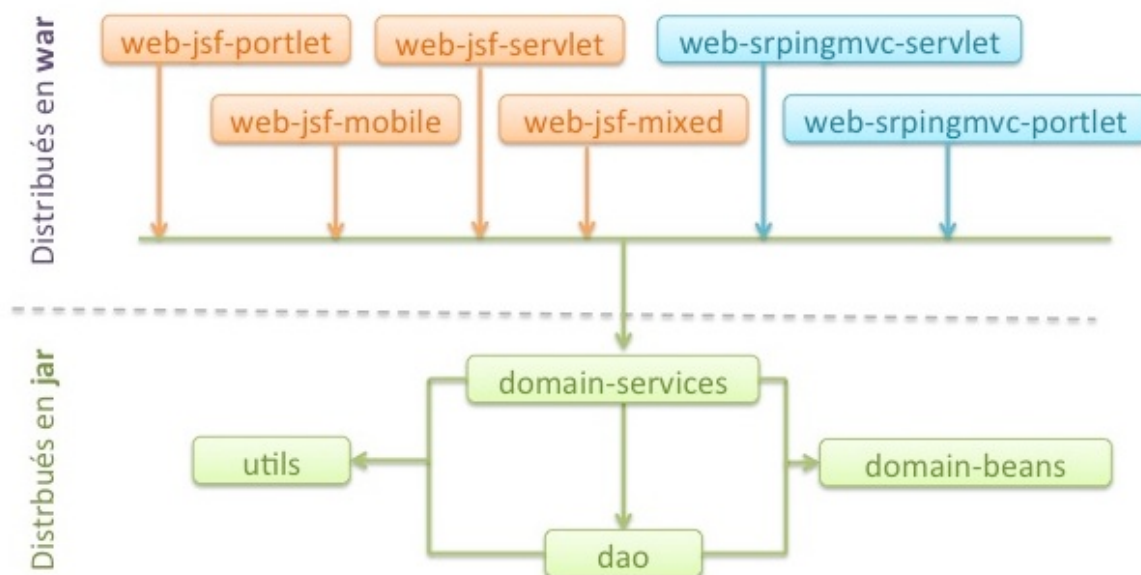 Distribués en war
web-jsf-portlet
web-jsf-servlet
web-srpingmvc-servlet
web-jsf-mobile
web-jsf-mixed
web-srpingmvc-portlet
Distrbués en jar
domain-services
utils
domain-beans
dao